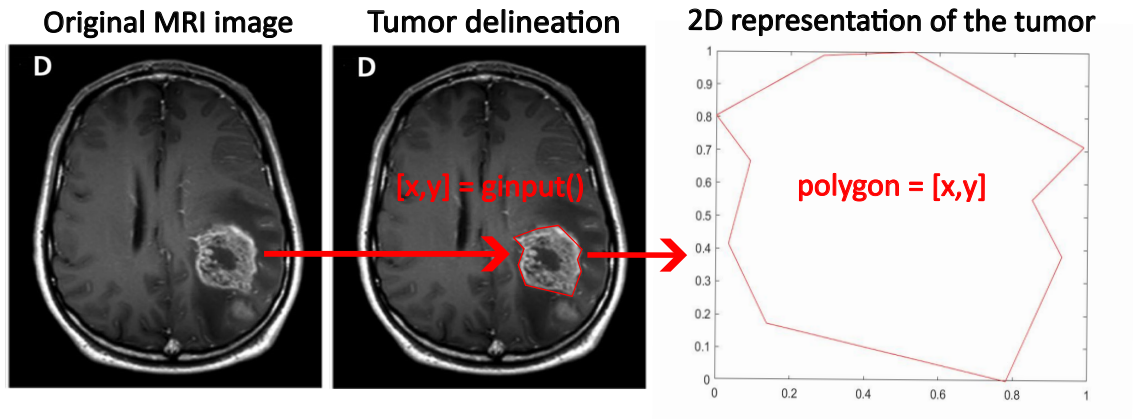 Original MRI image
Tumor delineation
2D representation of the tumor
D
D
[x,y] = ginput()
polygon = [x,y]
1
0.9
0.8
0.7
0.6
0.5
0.4
0.3
0.2
0.1
0
0
0.2
0.4
0.6
0.8
1